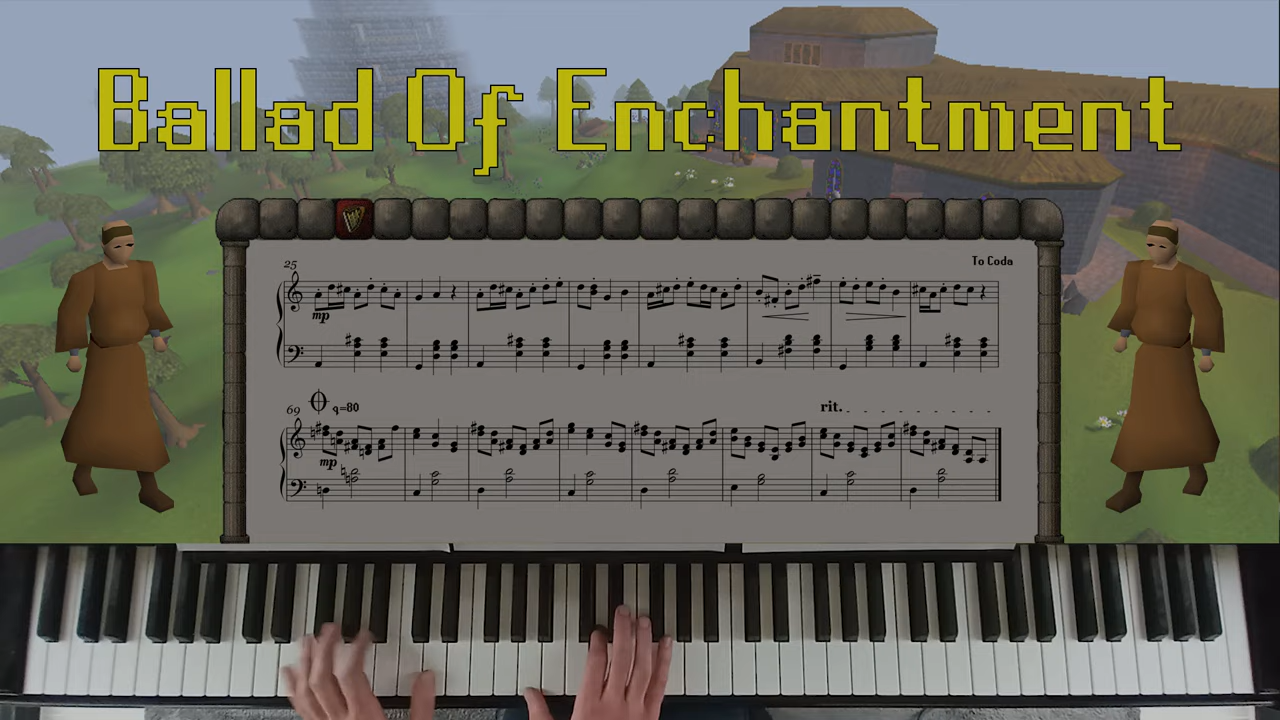 Ballad Of Enchantment
25
To Coda
mp
69
q=80
rit.
mp